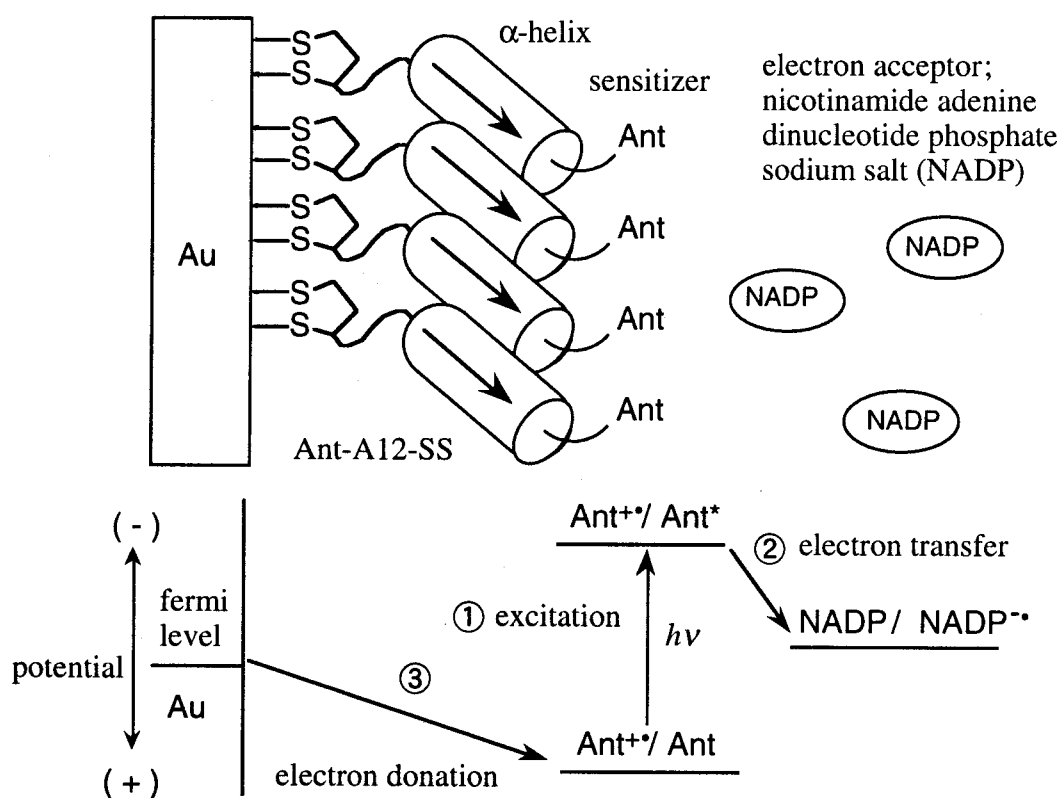 α-helix
sensitizer
electron acceptor;
nicotinamide adenine
dinucleotide phosphate
sodium salt (NADP)
S
S
Ant
S
S
Ant
S
S
Ant
S
S
Ant
Au
NADP
NADP
NADP
Ant-A12-SS
(-)
fermi
level
potential
Au
(+)
Ant+•/ Ant*
② electron transfer
① excitation
hν
NADP/ NADP-•
③
Ant+•/ Ant
electron donation